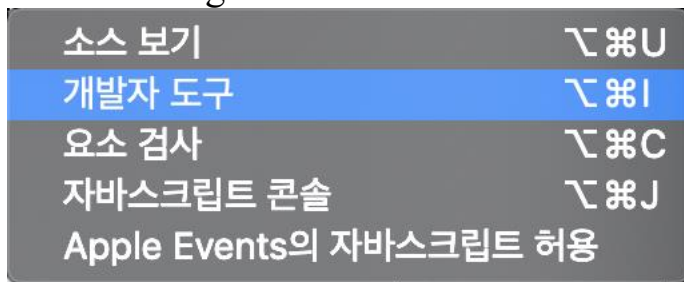 소스 보기 ⌥⌘U
개발자 도구 ⌥⌘I
요소 검사 ⌥⌘C
자바스크립트 콘솔 ⌥⌘J
Apple Events의 자바스크립트 허용